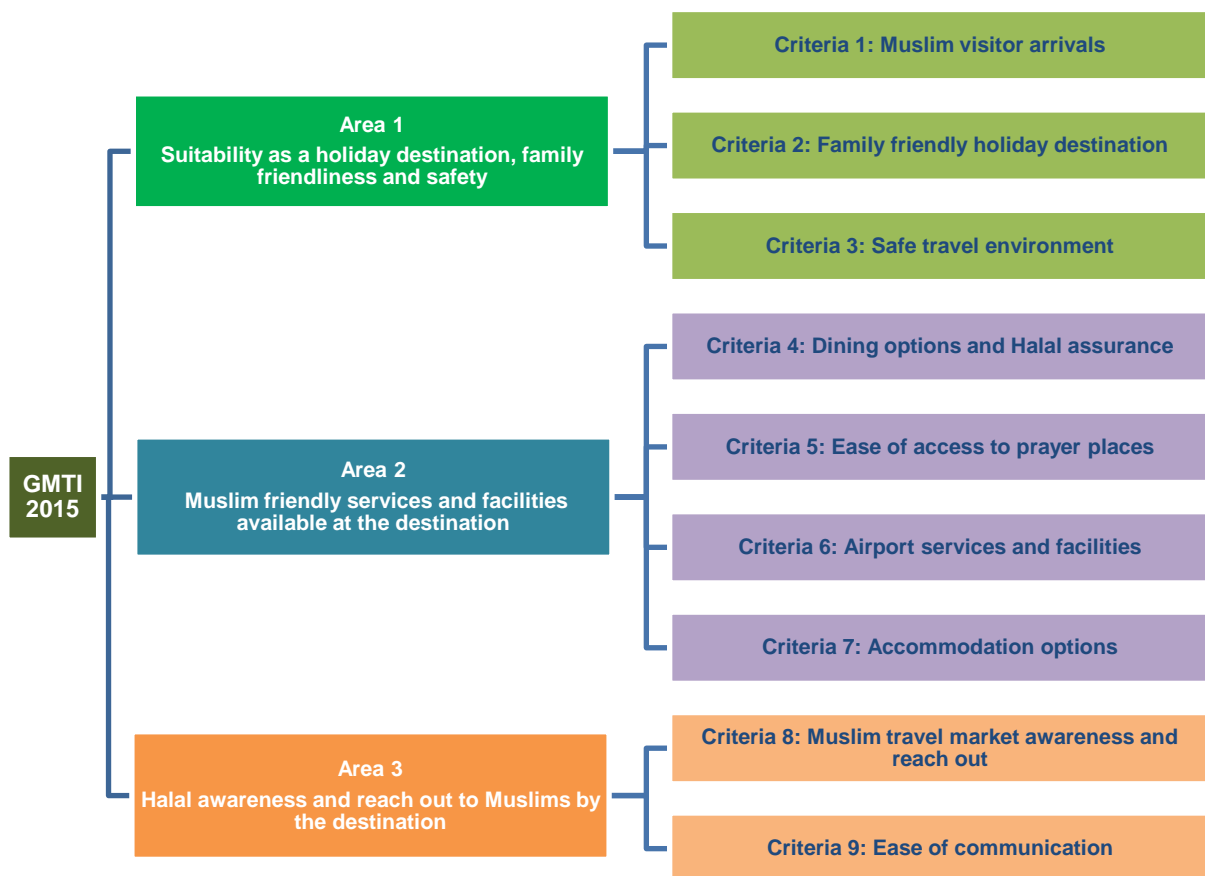 GMTI
2015
Area 1
Suitability as a holiday destination, family
friendliness and safety
Criteria 1: Muslim visitor arrivals
Criteria 2: Family friendly holiday destination
Criteria 3: Safe travel environment
Area 2
Muslim friendly services and facilities
available at the destination
Criteria 4: Dining options and Halal assurance
Criteria 5: Ease of access to prayer places
Criteria 6: Airport services and facilities
Criteria 7: Accommodation options
Area 3
Halal awareness and reach out to Muslims by
the destination
Criteria 8: Muslim travel market awareness and
reach out
Criteria 9: Ease of communication